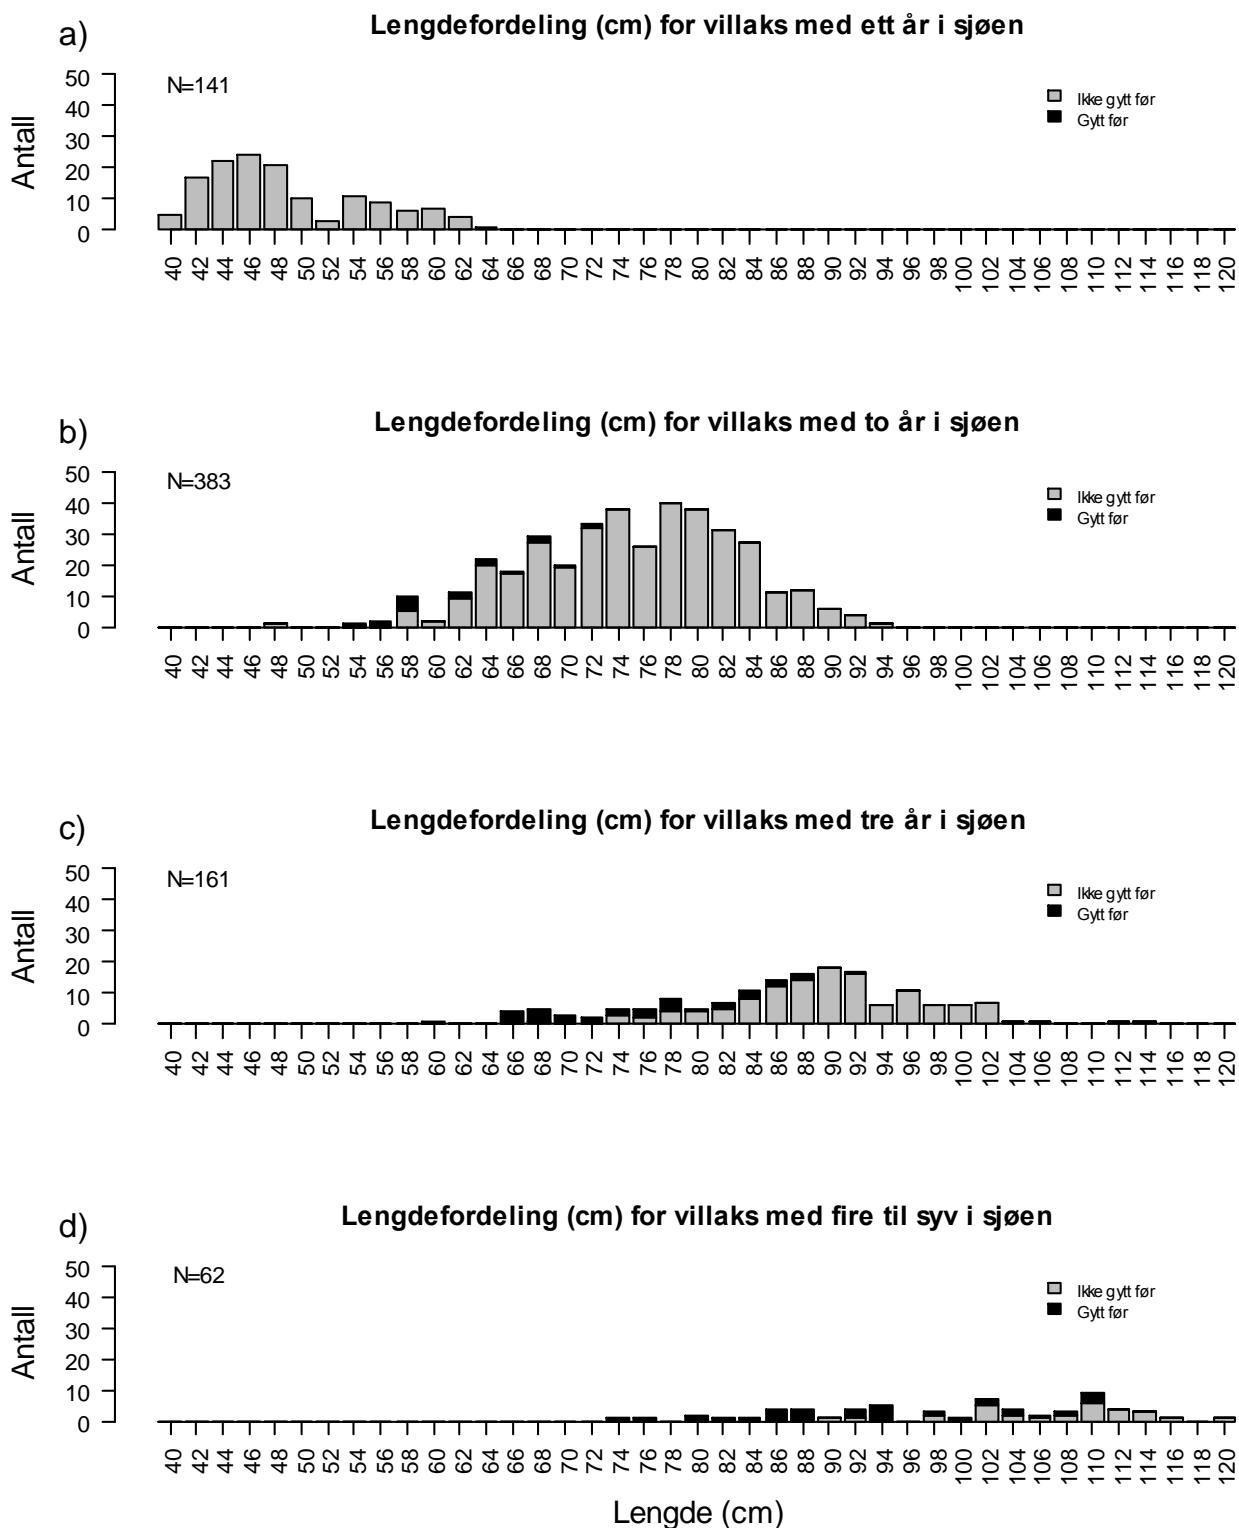 a)
Lengdefordeling (cm) for villaks med ett år i sjøen
N=141
Ikke gytt før
Gytt før
Antall
50
40
30
20
10
0
40 42 44 46 48 50 52 54 56 58 60 62 64 66 68 70 72 74 76 78 80 82 84 86 88 90 92 94 96 98 100 102 104 106 108 110 112 114 116 118 120
b)
Lengdefordeling (cm) for villaks med to år i sjøen
N=383
Ikke gytt før
Gytt før
Antall
50
40
30
20
10
0
40 42 44 46 48 50 52 54 56 58 60 62 64 66 68 70 72 74 76 78 80 82 84 86 88 90 92 94 96 98 100 102 104 106 108 110 112 114 116 118 120
c)
Lengdefordeling (cm) for villaks med tre år i sjøen
N=161
Ikke gytt før
Gytt før
Antall
50
40
30
20
10
0
40 42 44 46 48 50 52 54 56 58 60 62 64 66 68 70 72 74 76 78 80 82 84 86 88 90 92 94 96 98 100 102 104 106 108 110 112 114 116 118 120
d)
Lengdefordeling (cm) for villaks med fire til syv i sjøen
N=62
Ikke gytt før
Gytt før
Antall
50
40
30
20
10
0
40 42 44 46 48 50 52 54 56 58 60 62 64 66 68 70 72 74 76 78 80 82 84 86 88 90 92 94 96 98 100 102 104 106 108 110 112 114 116 118 120
Lengde (cm)